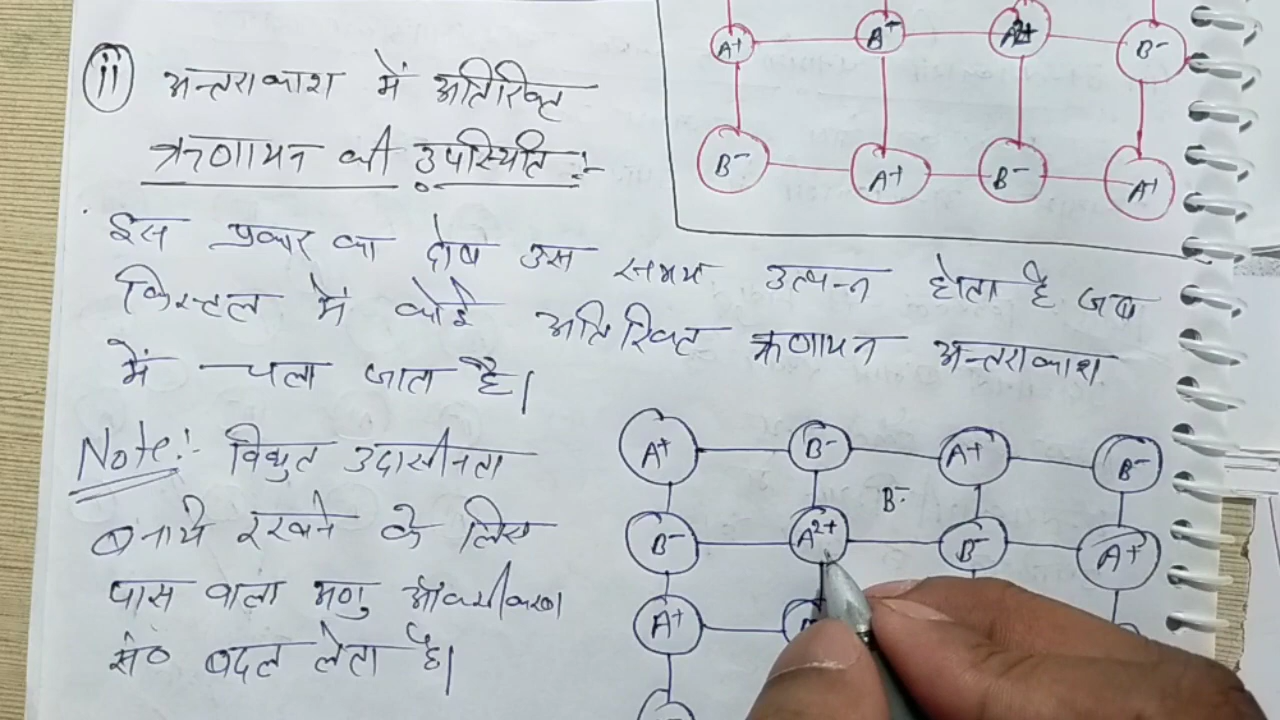 A+ A+ A2+ B-
B- A+ B- A+
(ii) अन्तराकाश में अतिरिक्त
ऋणायन की उपस्थिति :-
इस प्रकार का दोष उस समय उत्पन्न होता है जब
क्रिस्टल में कोई अतिरिक्त ऋणायन अन्तराकाश
में चला जाता है।
Note:- विधुत उदासीनता
बनाये रखने के लिए
पास वाला अणु ऑक्सीकरण
सं० बदल लेता है।
A+ B- A+ B-
B-
B- A2+ B- A+
A+